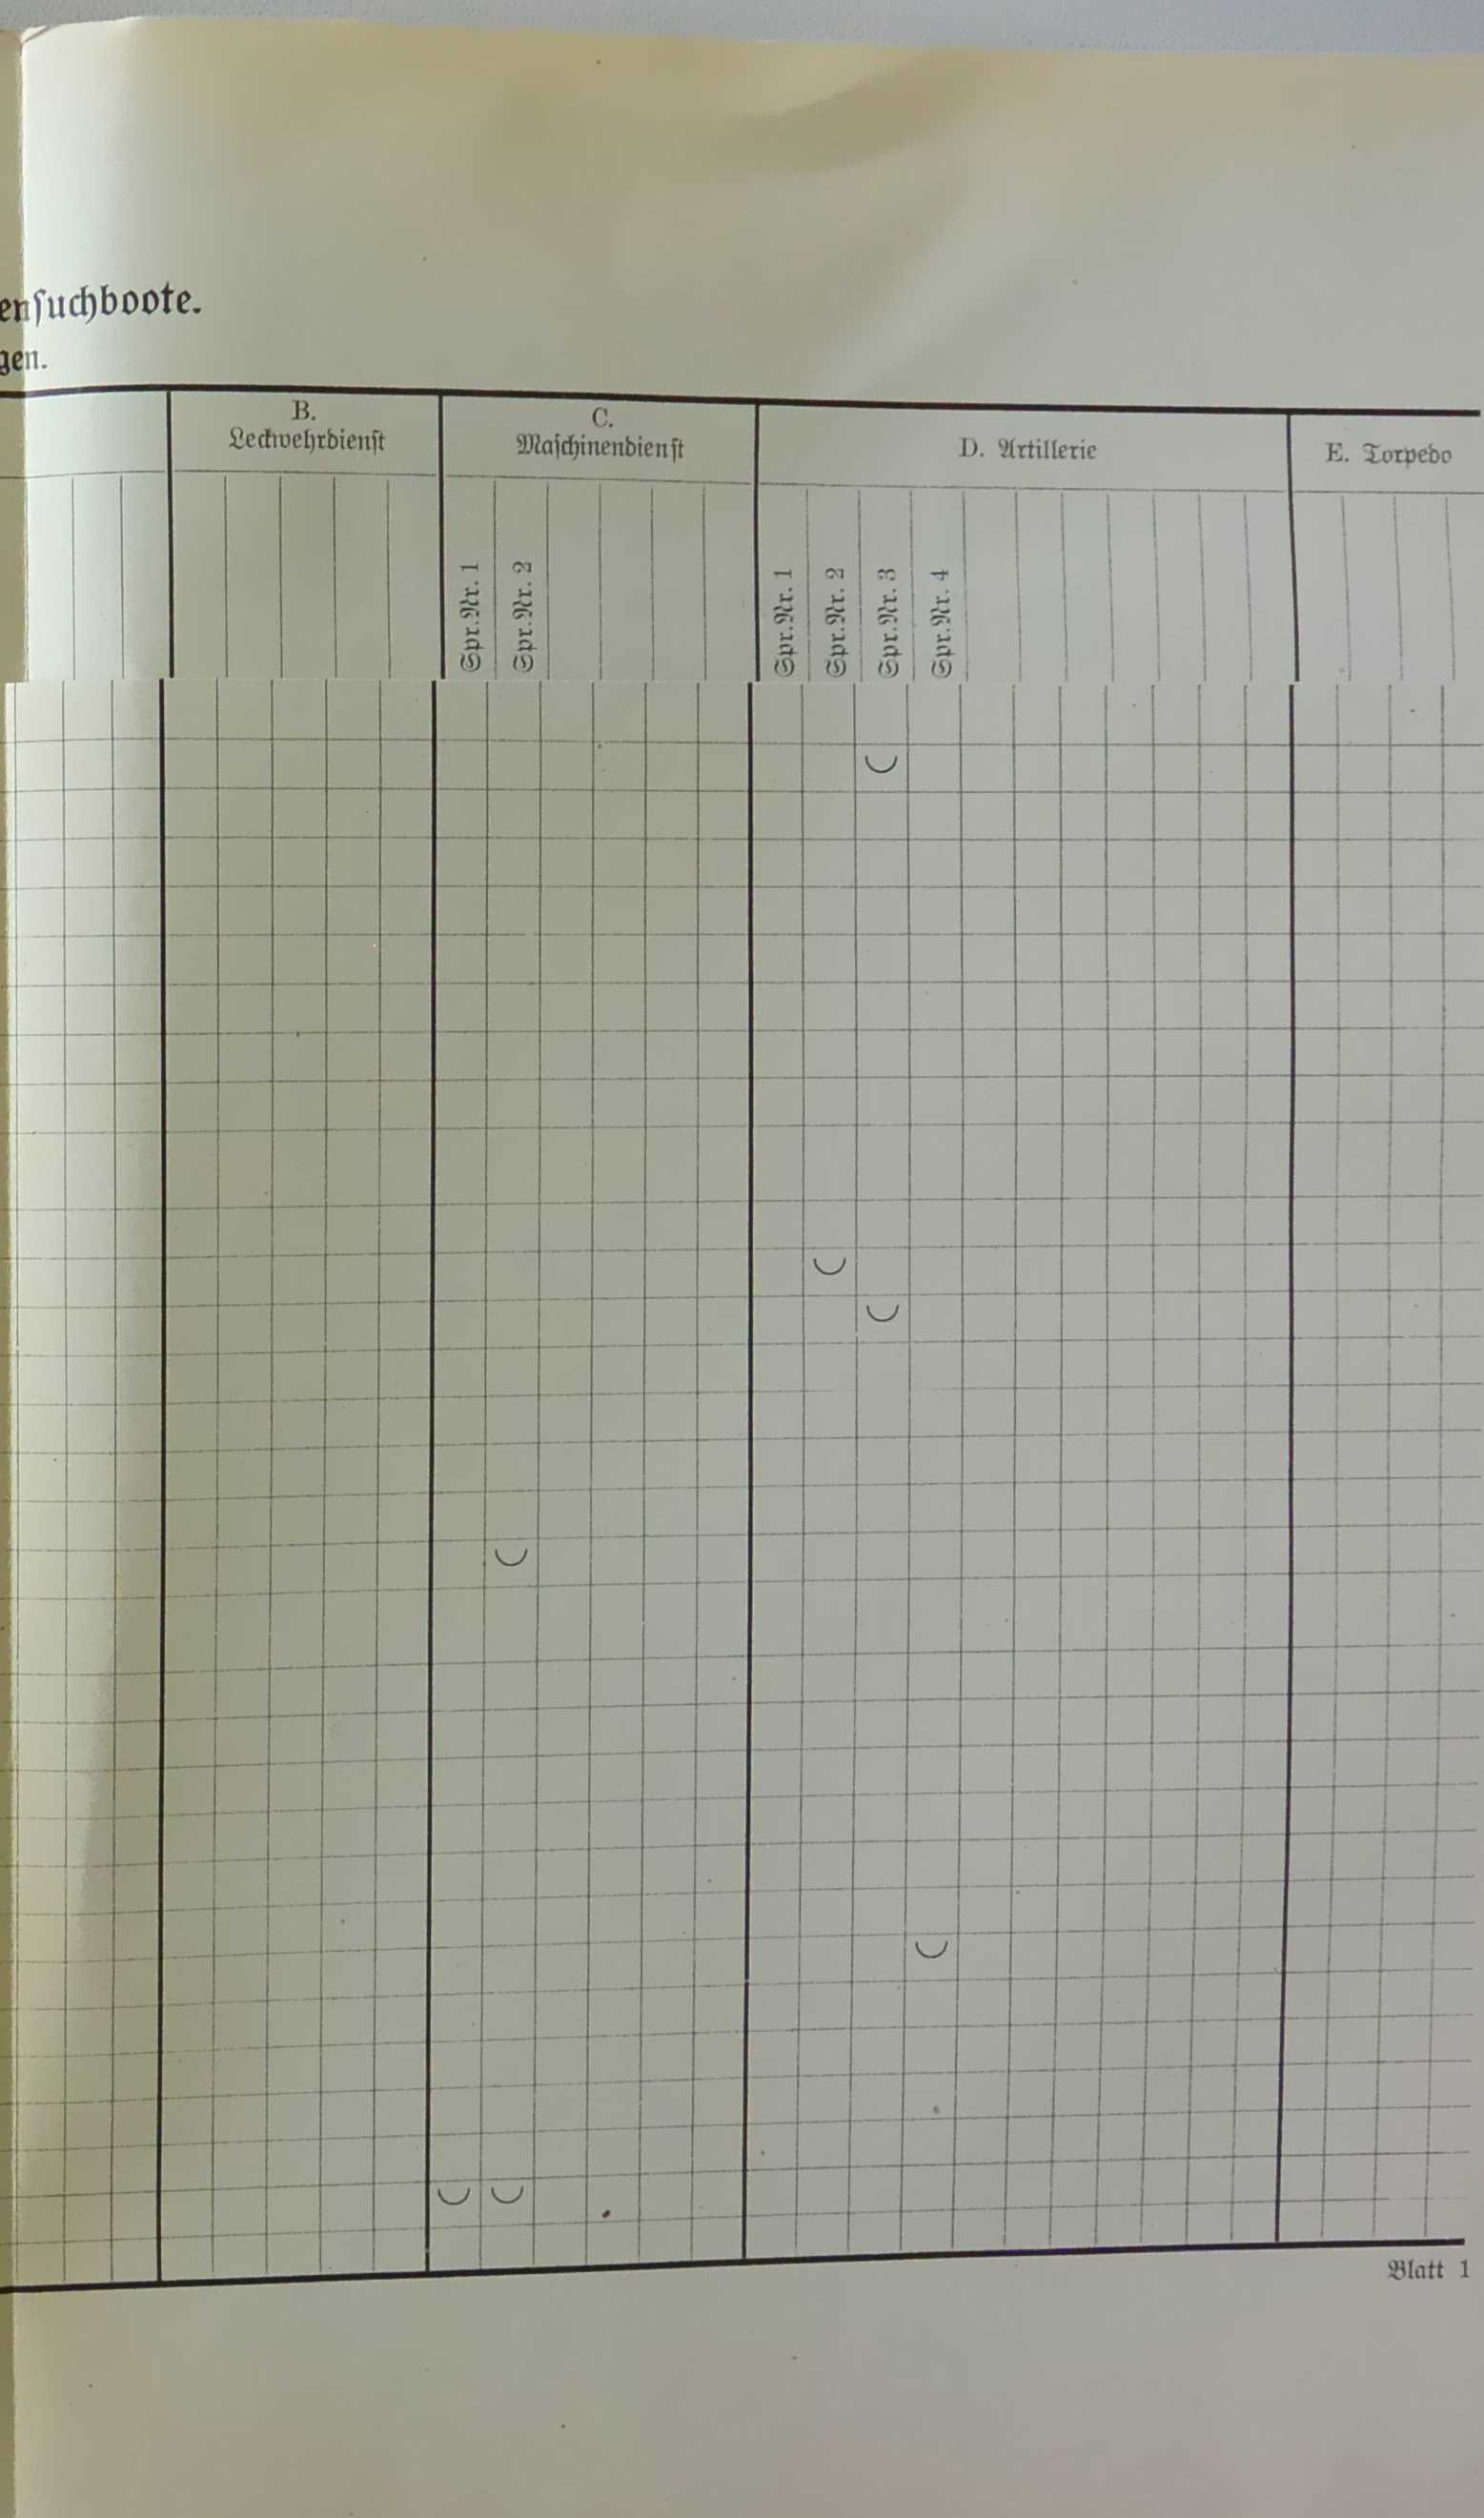 enſuchboote.
gen.
B.
Leckwehrdienſt
C.
Maſchinendienſt
D. Artillerie
E. Torpedo
Spr.Nr. 1
Spr.Nr. 2
Spr.Nr. 1
Spr.Nr. 2
Spr.Nr. 3
Spr.Nr. 4
Blatt 1